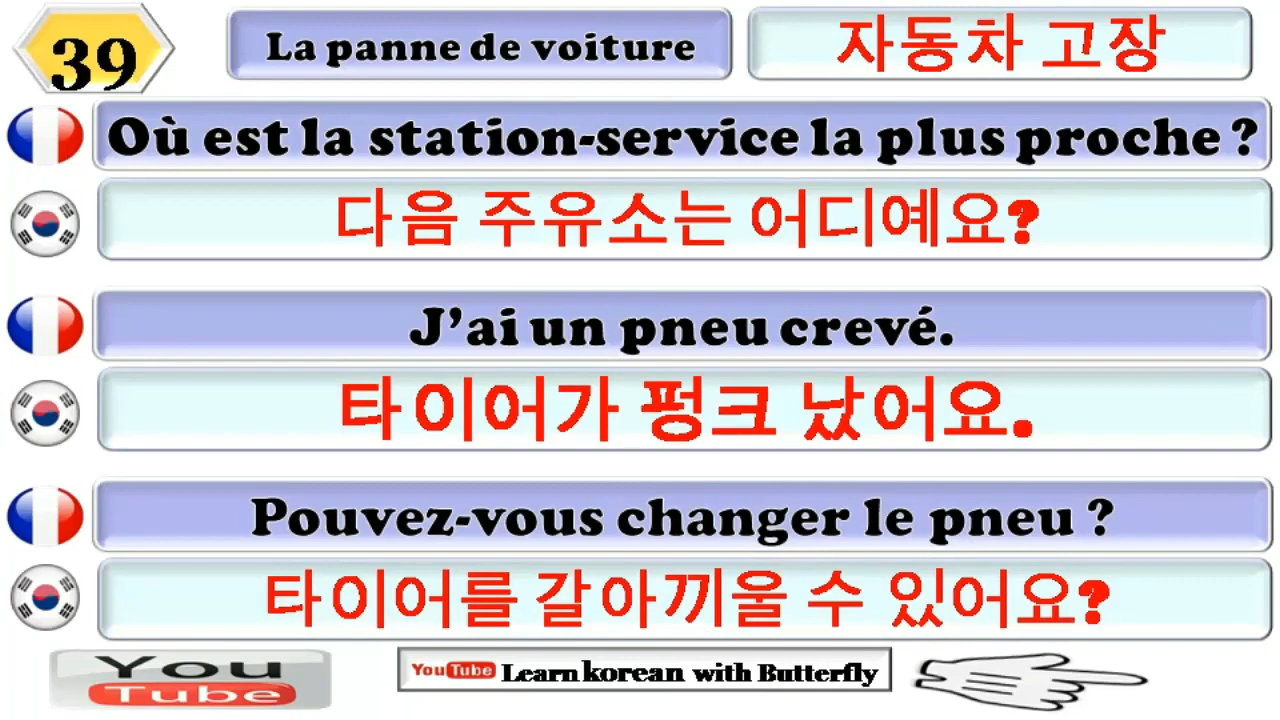 39
La panne de voiture
자동차 고장
Où est la station-service la plus proche ?
다음 주유소는 어디예요?
J'ai un pneu crevé.
타이어가 펑크 났어요.
Pouvez-vous changer le pneu ?
타이어를 갈아끼울 수 있어요?
You Tube
YouTube Learn korean with Butterfly